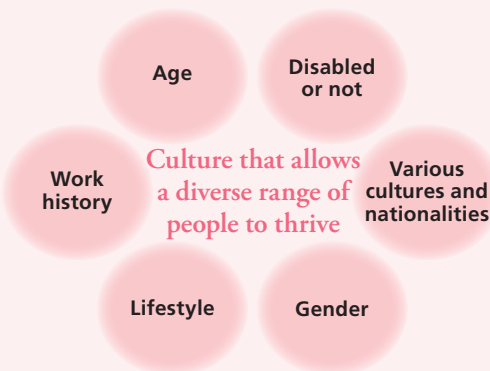 Age
Disabled
or not
Work
history
Culture that allows
a diverse range of
people to thrive
Various
cultures and
nationalities
Lifestyle
Gender